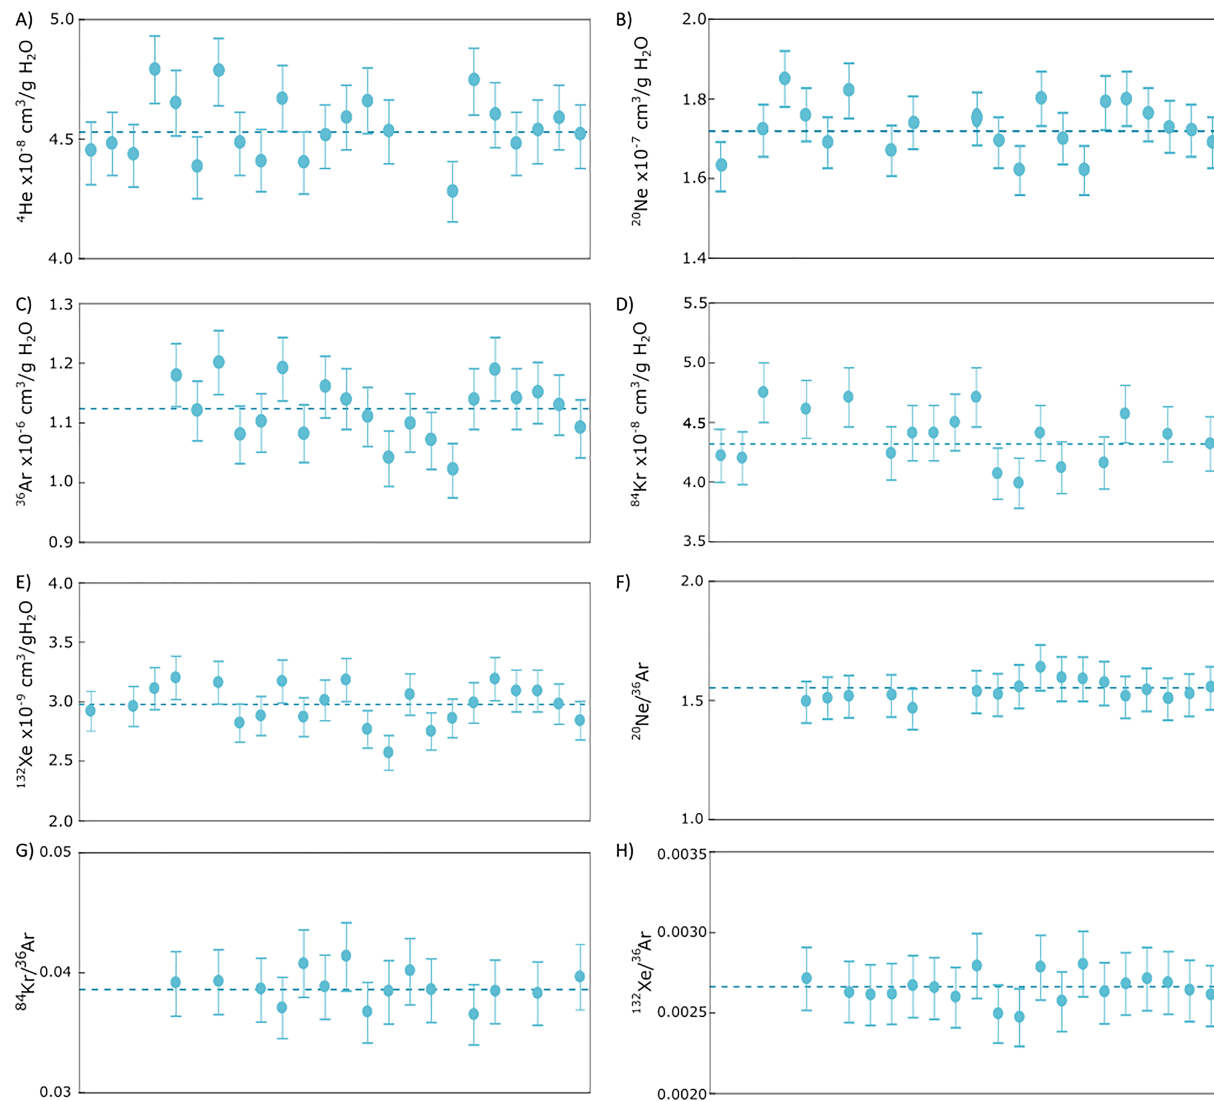 A)
5.0
4.5
4.0
⁴He x10⁻⁸ cm³/g H₂O
B)
2.0
1.8
1.6
1.4
²⁰Ne x10⁻⁷ cm³/g H₂O
C)
1.3
1.2
1.1
1.0
0.9
³⁶Ar x10⁻⁶ cm³/g H₂O
D)
5.5
5.0
4.5
4.0
3.5
⁸⁴Kr x10⁻⁸ cm³/g H₂O
E)
4.0
3.5
3.0
2.5
2.0
¹³²Xe x10⁻⁹ cm³/gH₂O
F)
2.0
1.5
1.0
²⁰Ne/³⁶Ar
G)
0.05
0.04
0.03
⁸⁴Kr/³⁶Ar
H)
0.0035
0.0030
0.0025
0.0020
¹³²Xe/³⁶Ar